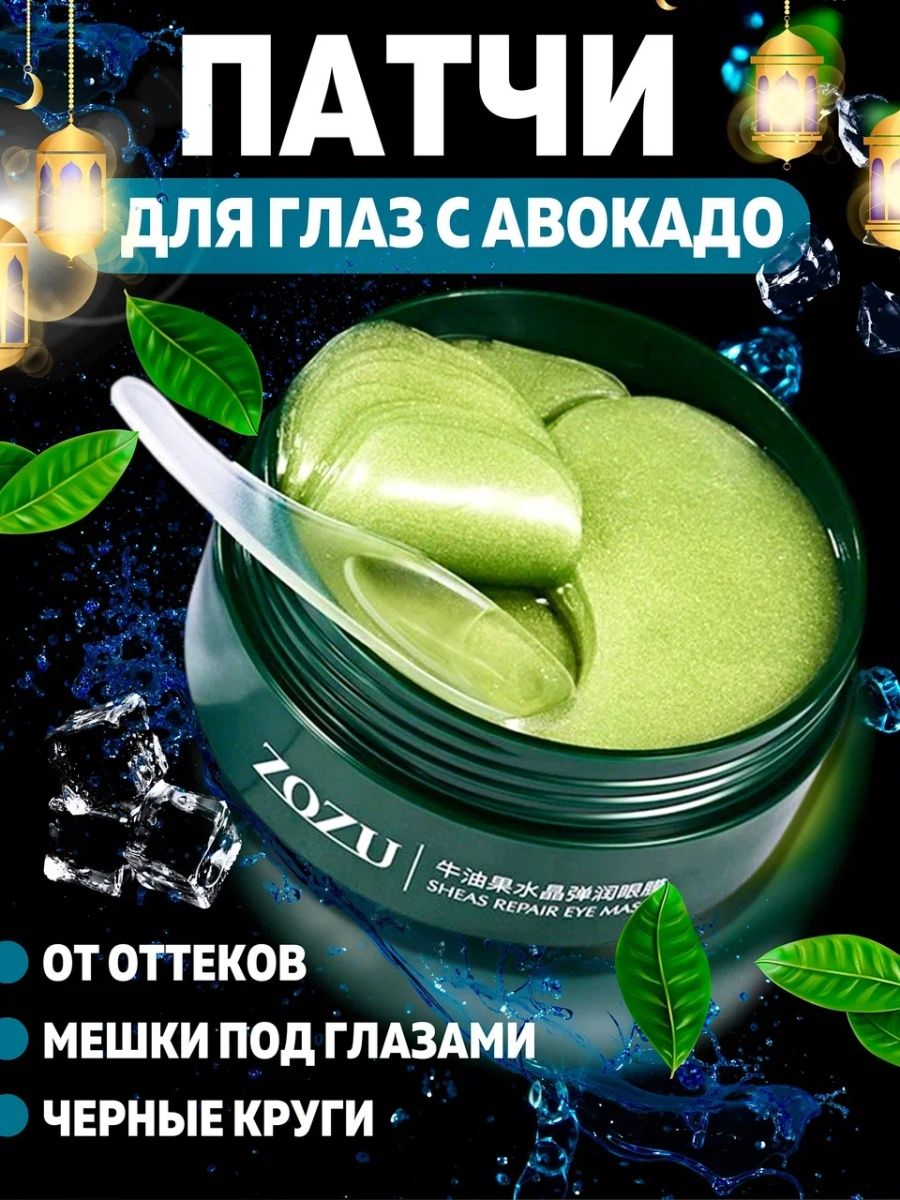 ПАТЧИ
ДЛЯ ГЛАЗ С АВОКАДО
ZOZU
牛油果水晶弹润眼膜
SHEAS REPAIR EYE MAS
ОТ ОТТЕКОВ
МЕШКИ ПОД ГЛАЗАМИ
ЧЕРНЫЕ КРУГИ